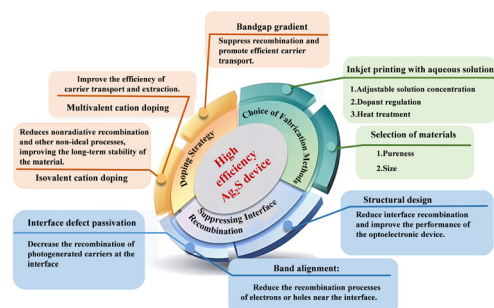 Bandgap gradient
Suppress recombination and
promote efficient carrier
transport.
Improve the efficiency of
carrier transport and extraction.
Multivalent cation doping
Reduces nonradiative recombination
and other non-ideal processes,
improving the long-term stability of
the material.
Isovalent cation doping
Inkjet printing with aqueous solution
1.Adjustable solution concentration
2.Dopant regulation
3.Heat treatment
Selection of materials
1.Pureness
2.Size
Doping Strategy
Choice of Fabrication
Methods
Suppressing Interface
Recombination
High
efficiency
Ag₂S device
Interface defect passivation
Decrease the recombination of
photogenerated carriers at the
interface
Structural design
Reduce interface recombination
and improve the performance of
the optoelectronic device.
Band alignment:
Reduce the recombination processes
of electrons or holes near the interface.